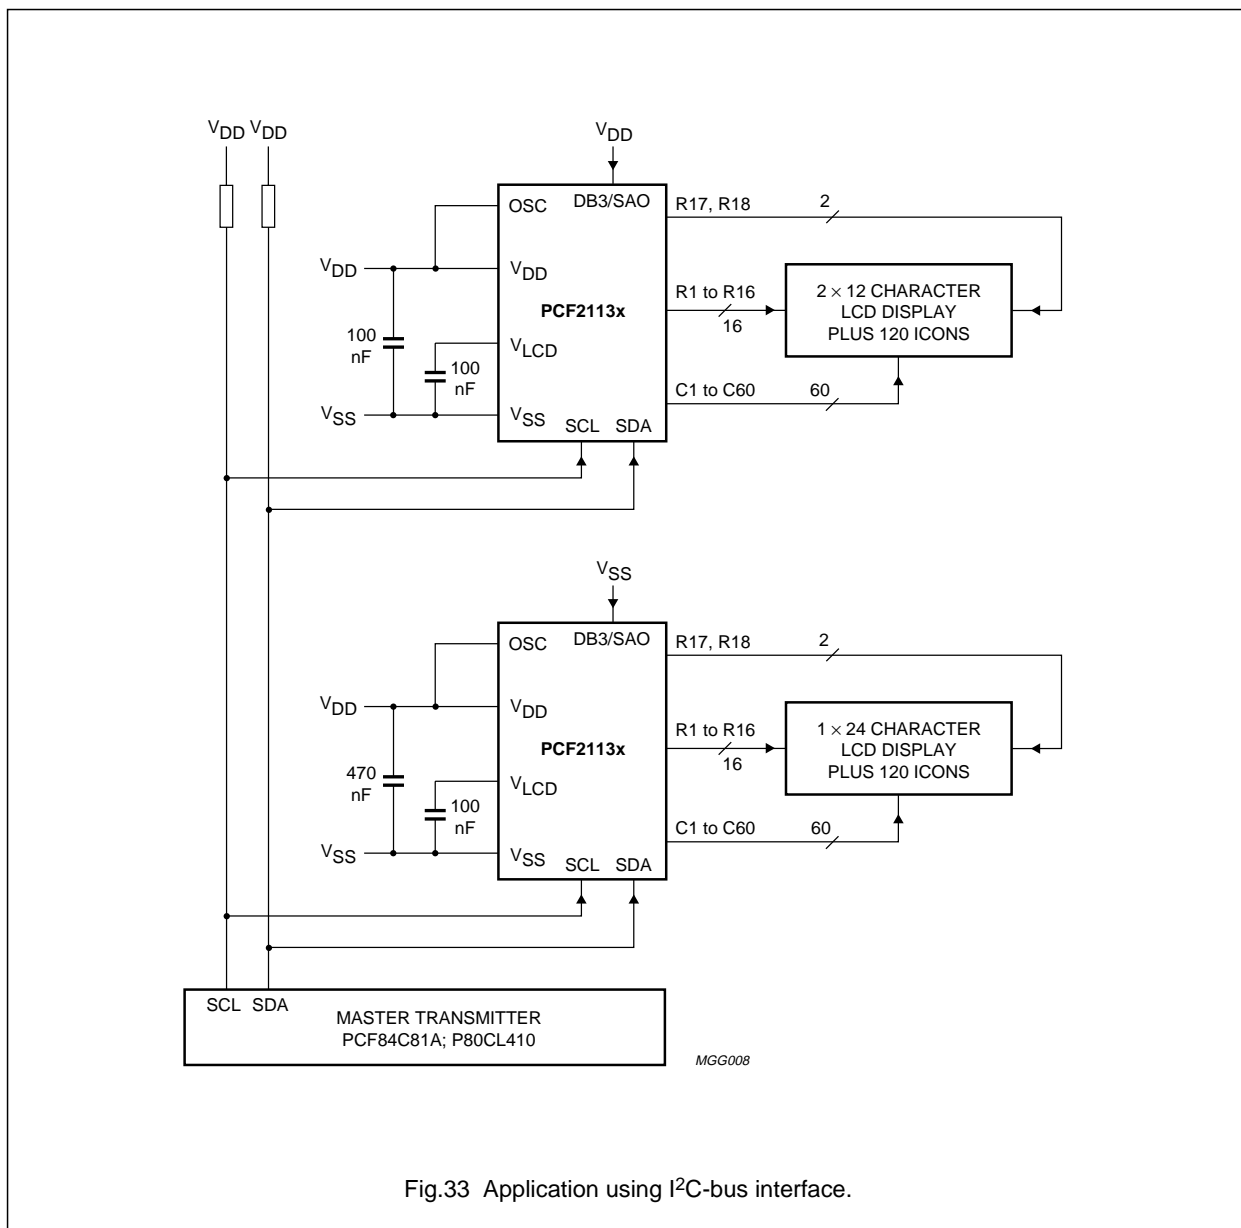 VDD VDD
VDD
DB3/SAO
OSC
R17, R18
2
VDD
VDD
100
nF
PCF2113x
R1 to R16
16
2 × 12 CHARACTER
LCD DISPLAY
PLUS 120 ICONS
VLCD
100
nF
C1 to C60
60
VSS
VSS
SCL SDA
VSS
DB3/SAO
OSC
R17, R18
2
VDD
VDD
470
nF
PCF2113x
R1 to R16
16
1 × 24 CHARACTER
LCD DISPLAY
PLUS 120 ICONS
VLCD
100
nF
C1 to C60
60
VSS
VSS
SCL SDA
SCL SDA
MASTER TRANSMITTER
PCF84C81A; P80CL410
MGG008
Fig.33 Application using I²C-bus interface.